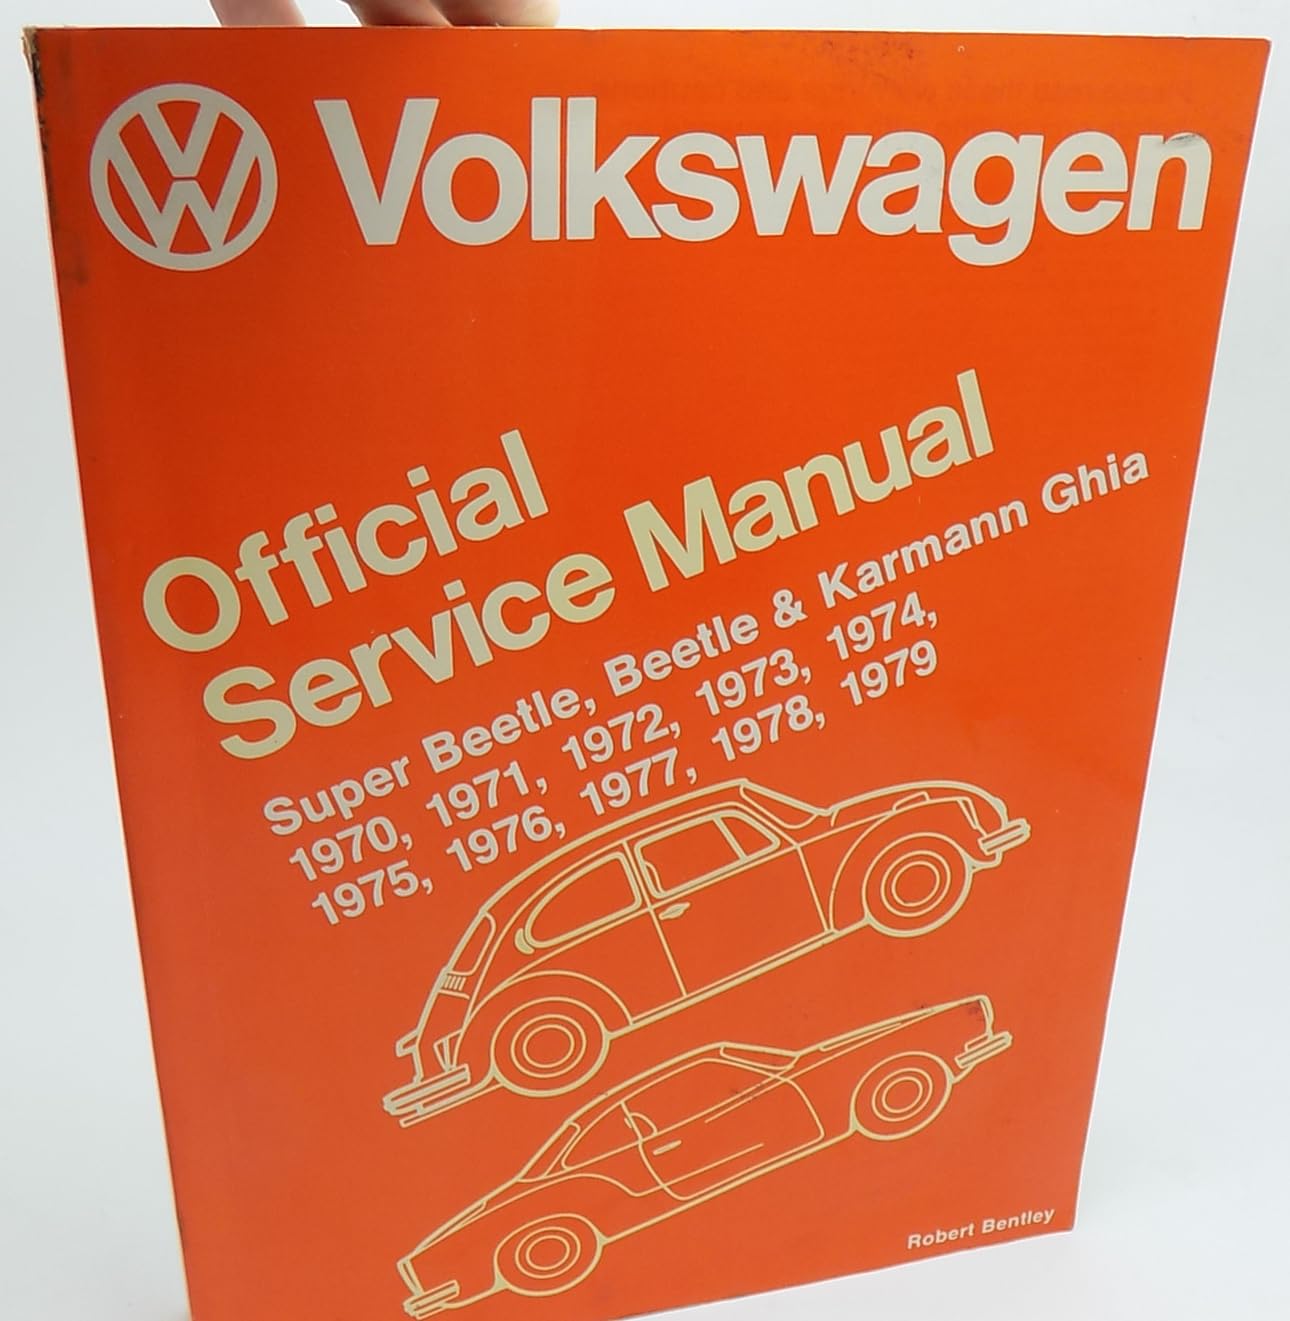 Volkswagen
Official
Service Manual
Super Beetle, Beetle & Karmann Ghia
1970, 1971, 1972, 1973, 1974,
1975, 1976, 1977, 1978, 1979
Robert Bentley